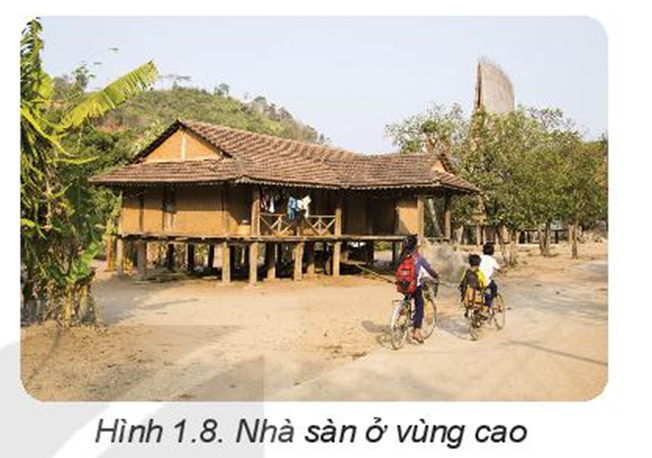 Hình 1.8. Nhà sàn ở vùng cao